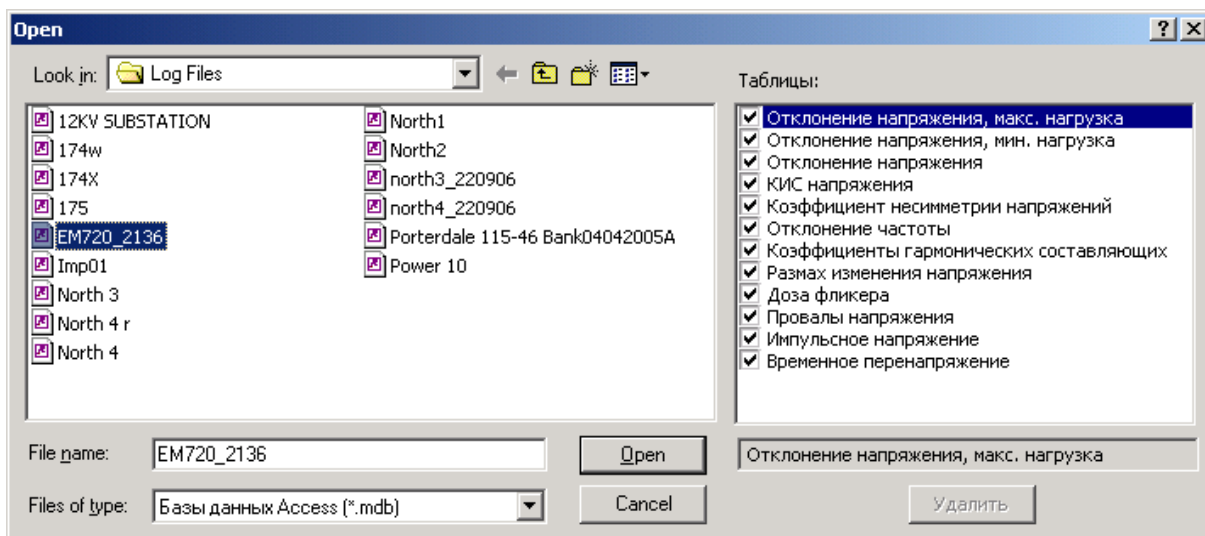 Open
Look in: Log Files
Таблицы:
12KV SUBSTATION
174w
174X
175
EM720_2136
Imp01
North 3
North 4 r
North 4
North1
North2
north3_220906
north4_220906
Porterdale 115-46 Bank04042005A
Power 10
Отклонение напряжения, макс. нагрузка
Отклонение напряжения, мин. нагрузка
Отклонение напряжения
КИС напряжения
Коэффициент несимметрии напряжений
Отклонение частоты
Коэффициенты гармонических составляющих
Размах изменения напряжения
Доза фликера
Провалы напряжения
Импульсное напряжение
Временное перенапряжение
File name: EM720_2136 Open
Отклонение напряжения, макс. нагрузка
Files of type: Базы данных Access (*.mdb) Cancel
Удалить